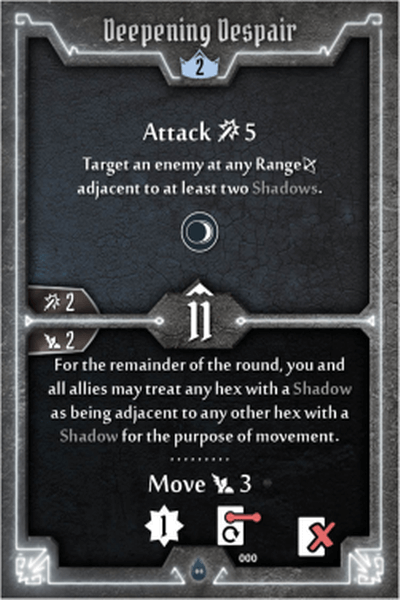 Deepening Despair
2
Attack 5
Target an enemy at any Range
adjacent to at least two Shadows.
2
11
2
For the remainder of the round, you and
all allies may treat any hex with a Shadow
as being adjacent to any other hex with a
Shadow for the purpose of movement.
.........
Move 3
1
000